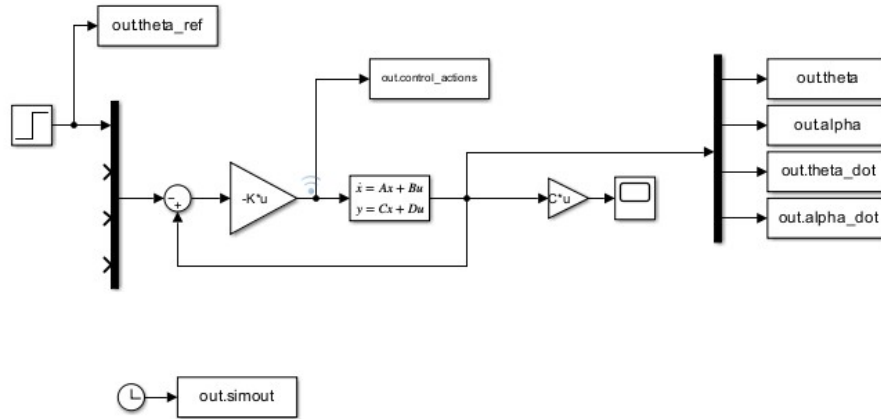 out.theta_ref
out.control_actions
out.theta
out.alpha
out.theta_dot
out.alpha_dot
−
+
-K*u
ẋ = Ax + Bu
y = Cx + Du
C*u
out.simout